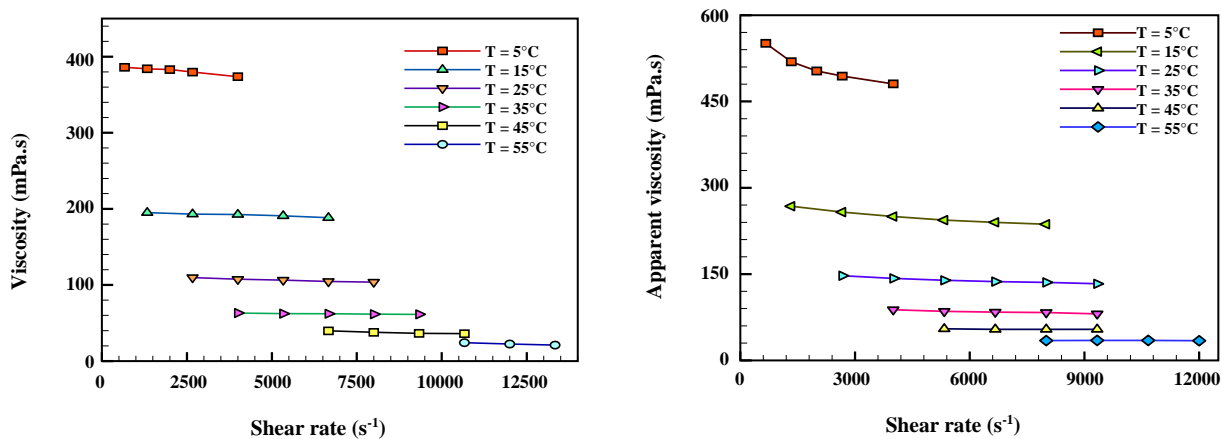 400
300
200
100
0
Viscosity (mPa.s)
T = 5°C
T = 15°C
T = 25°C
T = 35°C
T = 45°C
T = 55°C
0 2500 5000 7500 10000 12500
Shear rate (s⁻¹)
600
450
300
150
0
Apparent viscosity (mPa.s)
T = 5°C
T = 15°C
T = 25°C
T = 35°C
T = 45°C
T = 55°C
0 3000 6000 9000 12000
Shear rate (s⁻¹)